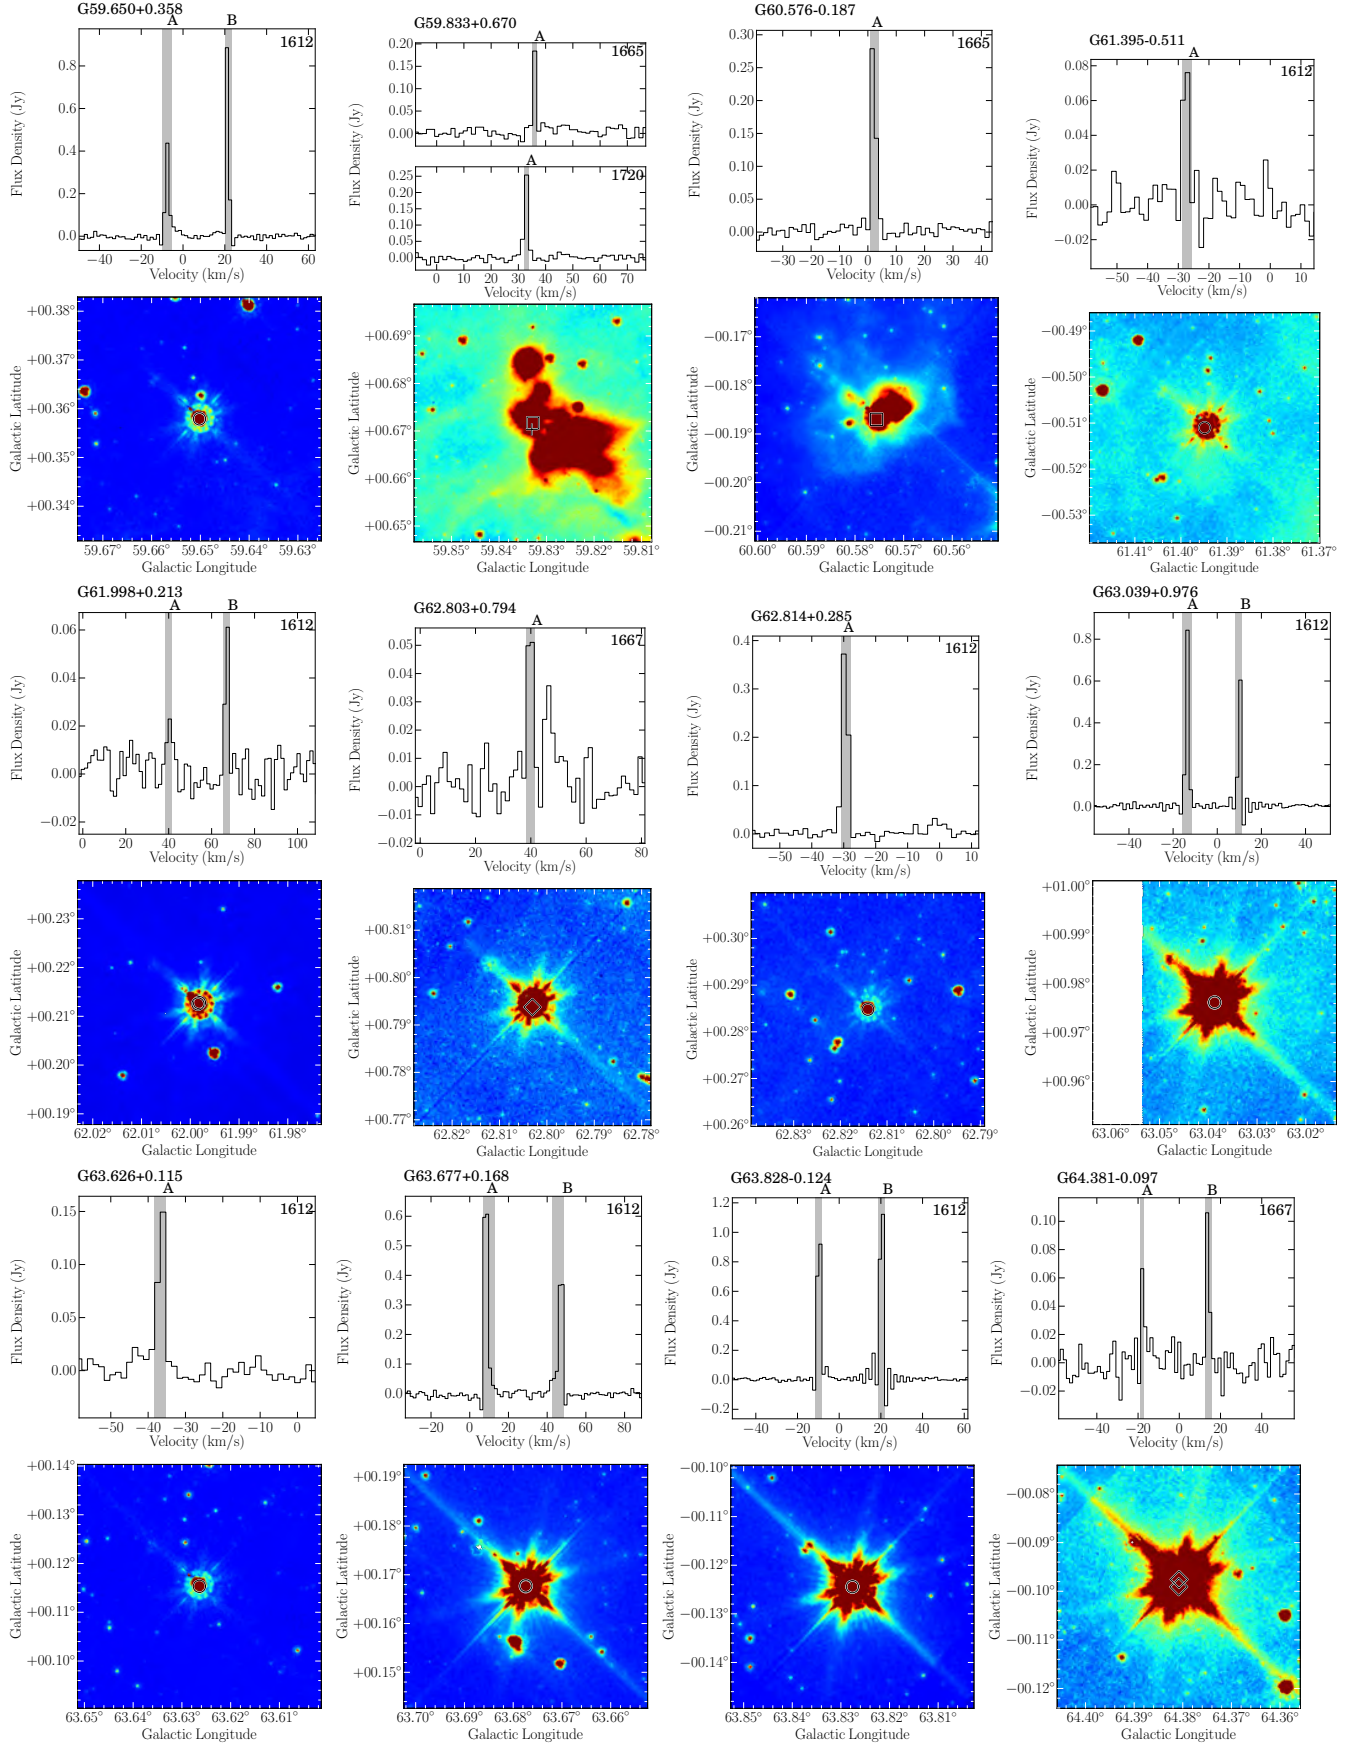 G59.650+0.358
A B
1612
0.8
0.6
0.4
0.2
0.0
Flux Density (Jy)
−40 −20 0 20 40 60
Velocity (km/s)
G59.833+0.670
A
1665
0.20
0.15
0.10
0.05
0.00
Flux Density (Jy)
A
1720
0.25
0.20
0.15
0.10
0.05
0.00
0 10 20 30 40 50 60 70
Velocity (km/s)
G60.576-0.187
A
1665
0.30
0.25
0.20
0.15
0.10
0.05
0.00
Flux Density (Jy)
−30 −20 −10 0 10 20 30 40
Velocity (km/s)
G61.395-0.511
A
1612
0.08
0.06
0.04
0.02
0.00
−0.02
Flux Density (Jy)
−50 −40 −30 −20 −10 0 10
Velocity (km/s)
+00.38°
+00.37°
+00.36°
+00.35°
+00.34°
Galactic Latitude
59.67° 59.66° 59.65° 59.64° 59.63°
Galactic Longitude
+00.69°
+00.68°
+00.67°
+00.66°
+00.65°
Galactic Latitude
59.85° 59.84° 59.83° 59.82° 59.81°
Galactic Longitude
−00.17°
−00.18°
−00.19°
−00.20°
−00.21°
Galactic Latitude
60.60° 60.59° 60.58° 60.57° 60.56°
Galactic Longitude
−00.49°
−00.50°
−00.51°
−00.52°
−00.53°
Galactic Latitude
61.41° 61.40° 61.39° 61.38° 61.37°
Galactic Longitude
G61.998+0.213
A B
1612
0.06
0.04
0.02
0.00
−0.02
Flux Density (Jy)
0 20 40 60 80 100
Velocity (km/s)
G62.803+0.794
A
1667
0.05
0.04
0.03
0.02
0.01
0.00
−0.01
−0.02
Flux Density (Jy)
0 20 40 60 80
Velocity (km/s)
G62.814+0.285
A
1612
0.4
0.3
0.2
0.1
0.0
Flux Density (Jy)
−50 −40 −30 −20 −10 0 10
Velocity (km/s)
G63.039+0.976
A B
1612
0.8
0.6
0.4
0.2
0.0
Flux Density (Jy)
−40 −20 0 20 40
Velocity (km/s)
+00.23°
+00.22°
+00.21°
+00.20°
+00.19°
Galactic Latitude
62.02° 62.01° 62.00° 61.99° 61.98°
Galactic Longitude
+00.81°
+00.80°
+00.79°
+00.78°
+00.77°
Galactic Latitude
62.82° 62.81° 62.80° 62.79° 62.78°
Galactic Longitude
+00.30°
+00.29°
+00.28°
+00.27°
+00.26°
Galactic Latitude
62.83° 62.82° 62.81° 62.80° 62.79°
Galactic Longitude
+01.00°
+00.99°
+00.98°
+00.97°
+00.96°
Galactic Latitude
63.06° 63.05° 63.04° 63.03° 63.02°
Galactic Longitude
G63.626+0.115
A
1612
0.15
0.10
0.05
0.00
Flux Density (Jy)
−50 −40 −30 −20 −10 0
Velocity (km/s)
G63.677+0.168
A B
1612
0.6
0.5
0.4
0.3
0.2
0.1
0.0
Flux Density (Jy)
−20 0 20 40 60 80
Velocity (km/s)
G63.828-0.124
A B
1612
1.2
1.0
0.8
0.6
0.4
0.2
0.0
−0.2
Flux Density (Jy)
−40 −20 0 20 40 60
Velocity (km/s)
G64.381-0.097
A B
1667
0.10
0.08
0.06
0.04
0.02
0.00
−0.02
Flux Density (Jy)
−40 −20 0 20 40
Velocity (km/s)
+00.14°
+00.13°
+00.12°
+00.11°
+00.10°
Galactic Latitude
63.65° 63.64° 63.63° 63.62° 63.61°
Galactic Longitude
+00.19°
+00.18°
+00.17°
+00.16°
+00.15°
Galactic Latitude
63.70° 63.69° 63.68° 63.67° 63.66°
Galactic Longitude
−00.10°
−00.11°
−00.12°
−00.13°
−00.14°
Galactic Latitude
63.85° 63.84° 63.83° 63.82° 63.81°
Galactic Longitude
−00.08°
−00.09°
−00.10°
−00.11°
−00.12°
Galactic Latitude
64.40° 64.39° 64.38° 64.37° 64.36°
Galactic Longitude